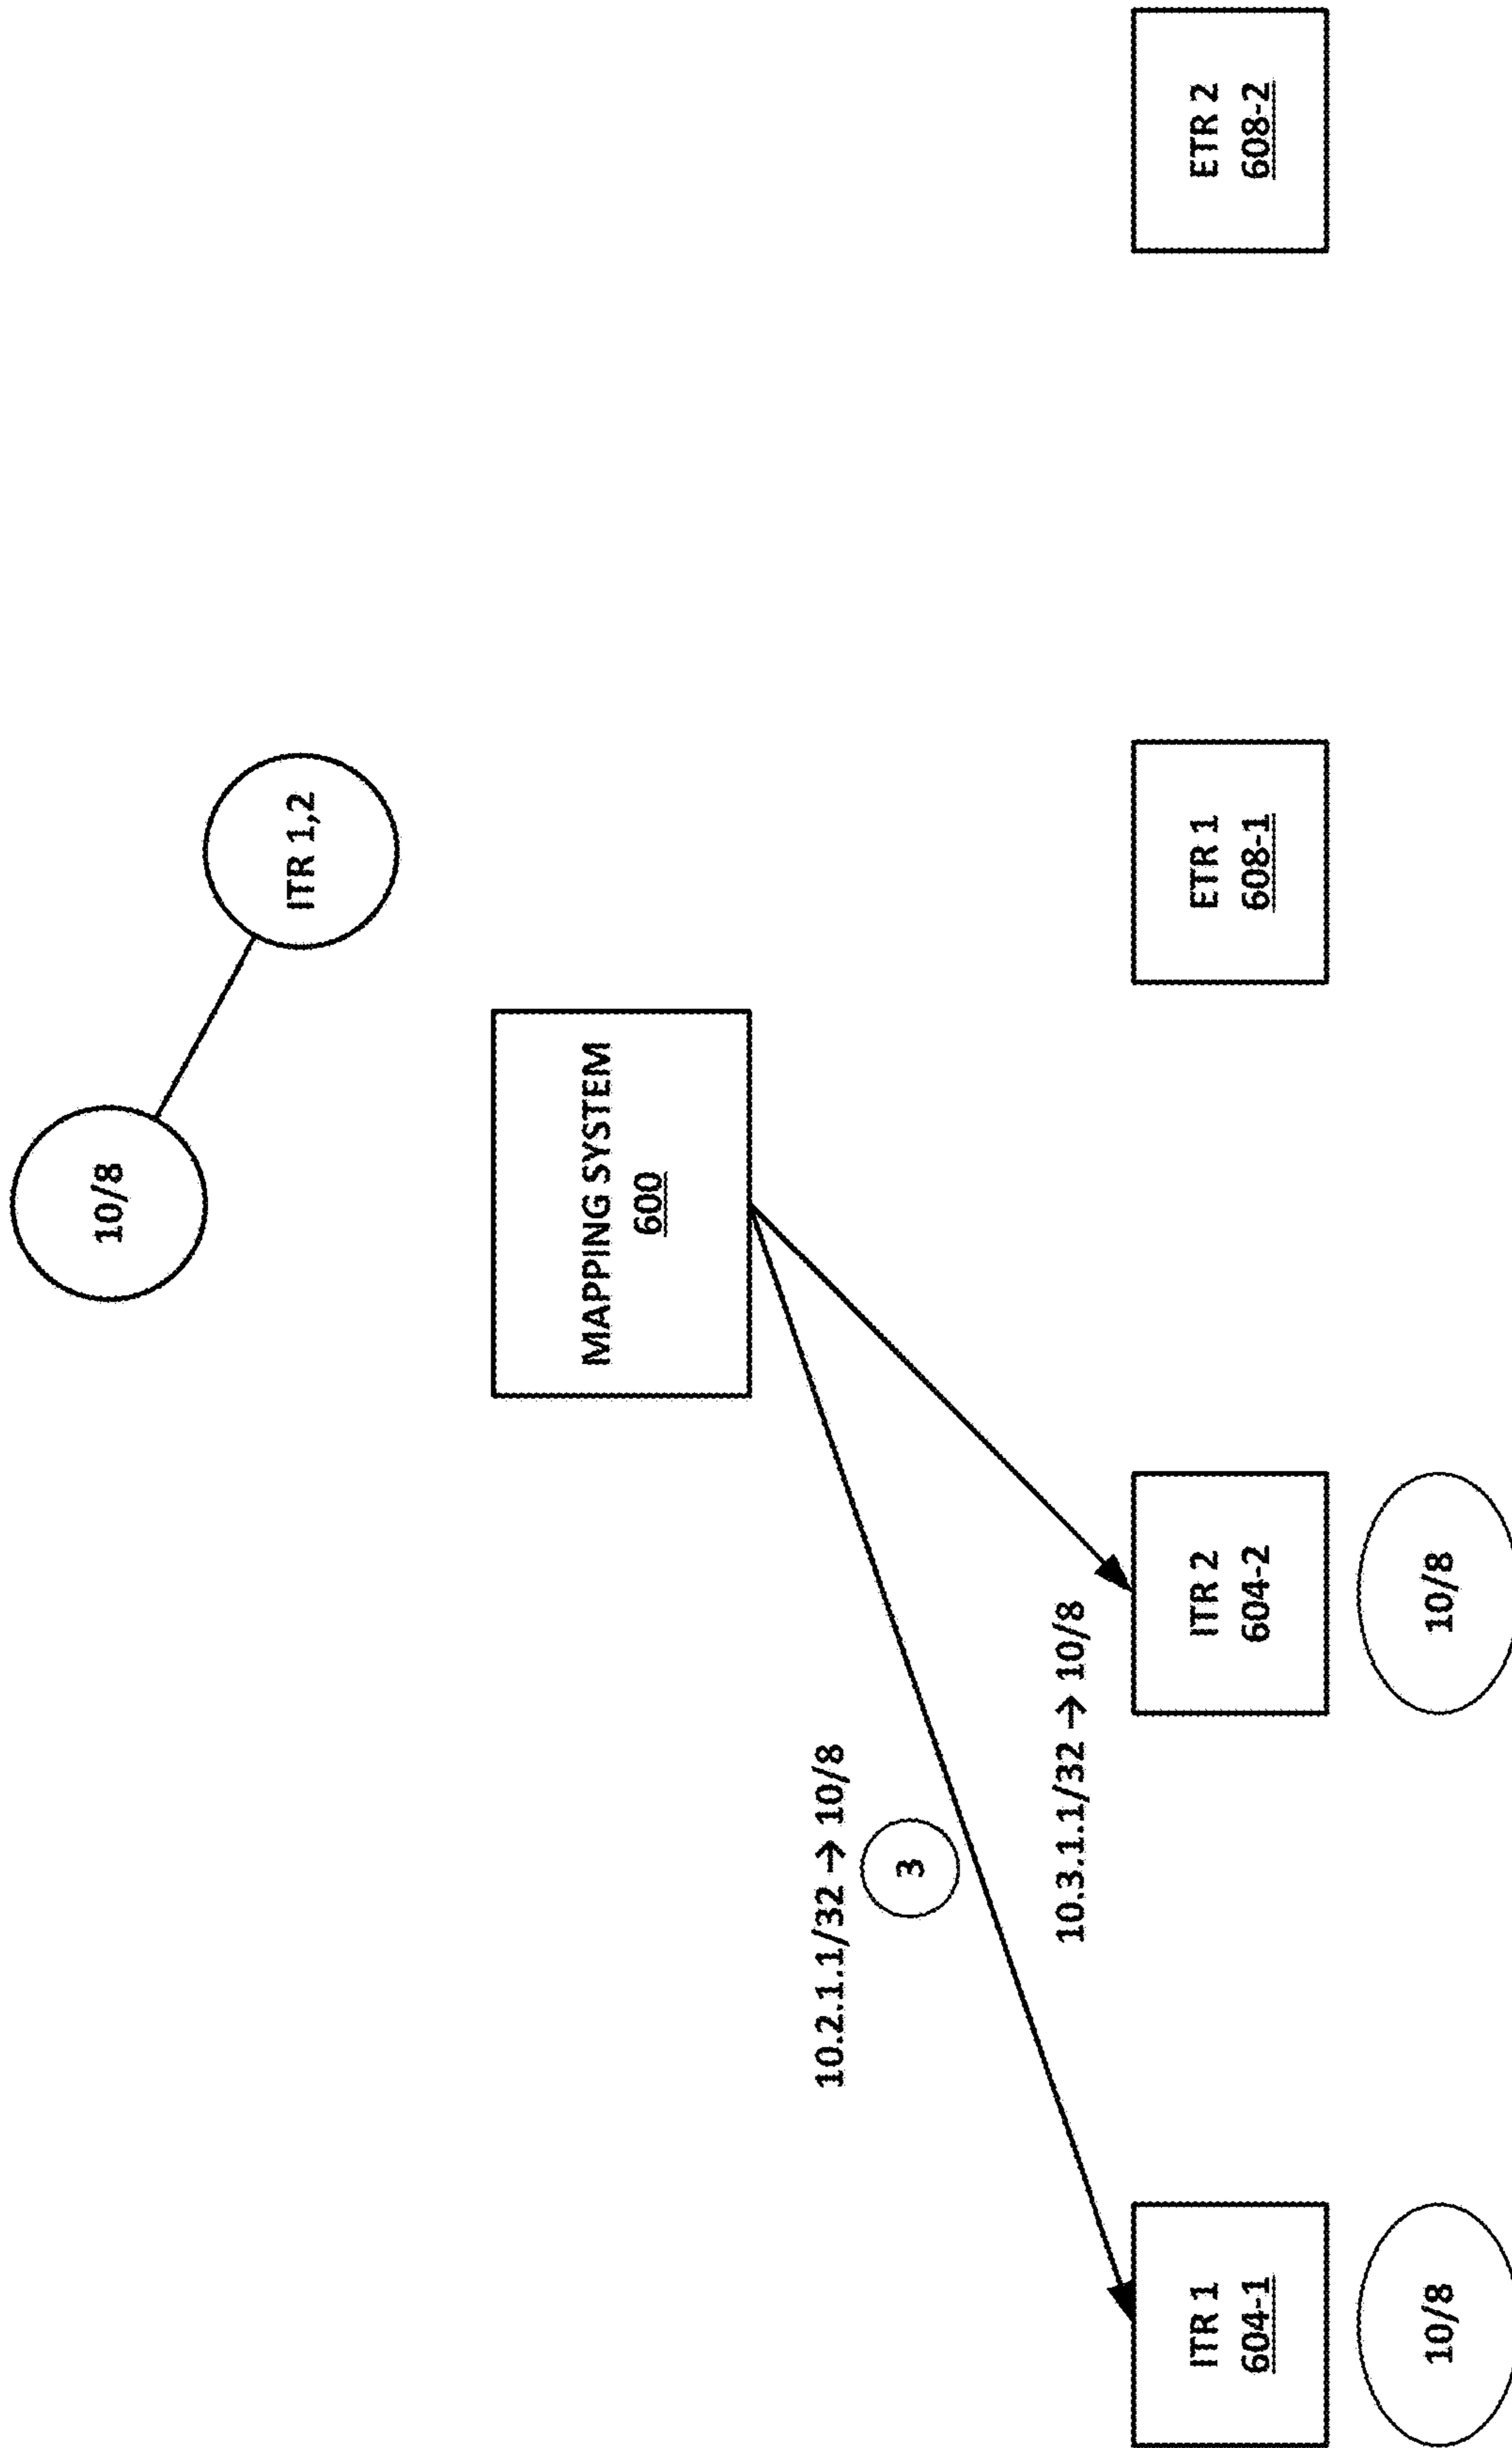 10/8
ITR 1,2
MAPPING SYSTEM
600
10.2.1.1/32 → 10/8
3
10.3.1.1/32 → 10/8
ITR 1
604-1
ITR 2
604-2
ETR 1
608-1
ETR 2
608-2
10/8
10/8